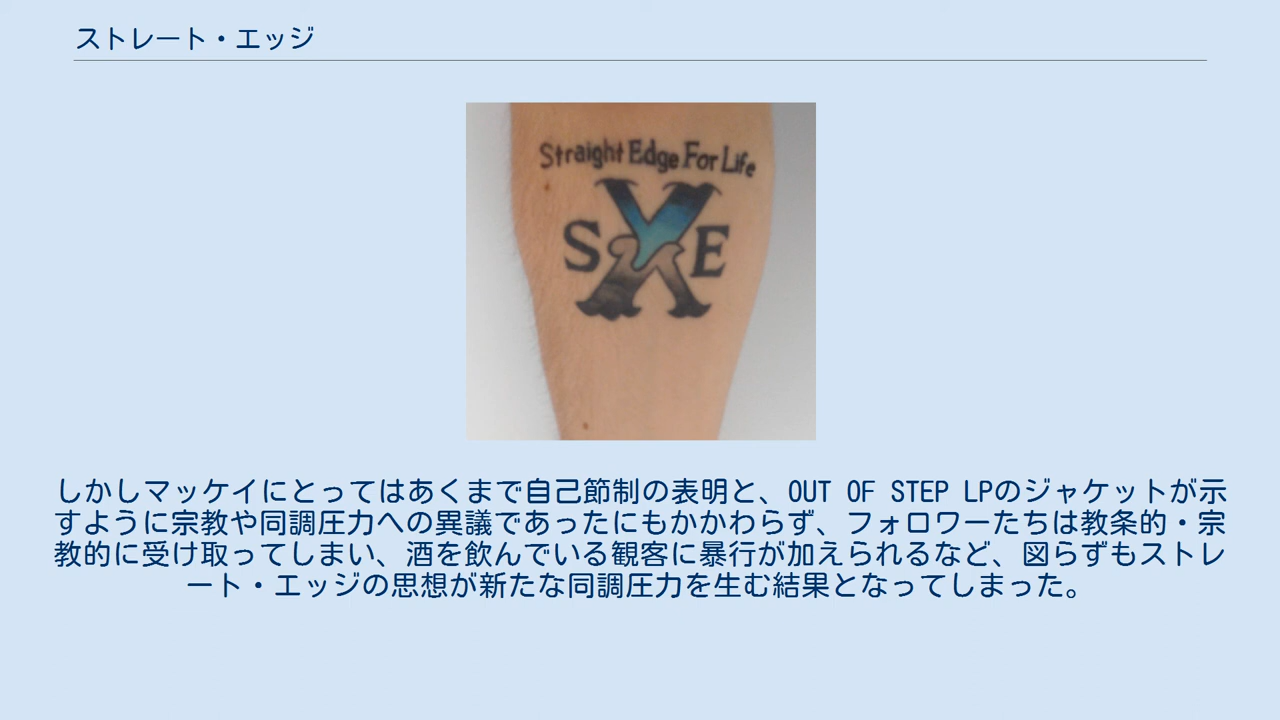 ストレート・エッジ
Straight Edge For Life
S X E
しかしマッケイにとってはあくまで自己節制の表明と、OUT OF STEP LPのジャケットが示
すように宗教や同調圧力への異議であったにもかかわらず、フォロワーたちは教条的・宗
教的に受け取ってしまい、酒を飲んでいる観客に暴行が加えられるなど、図らずもストレ
ート・エッジの思想が新たな同調圧力を生む結果となってしまった。